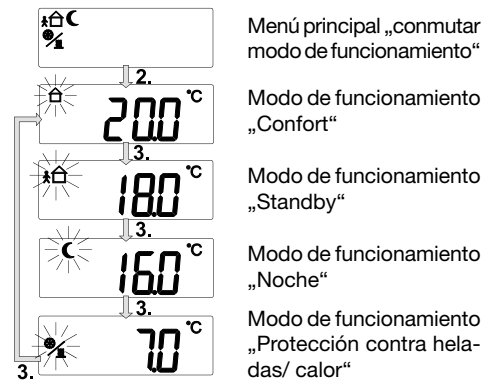 Menú principal „conmutar
modo de funcionamiento“
2.
20.0 °C
Modo de funcionamiento
„Confort“
3.
18.0 °C
Modo de funcionamiento
„Standby“
3.
16.0 °C
Modo de funcionamiento
„Noche“
3.
7.0 °C
Modo de funcionamiento
„Protección contra hela-
das/ calor“
3.